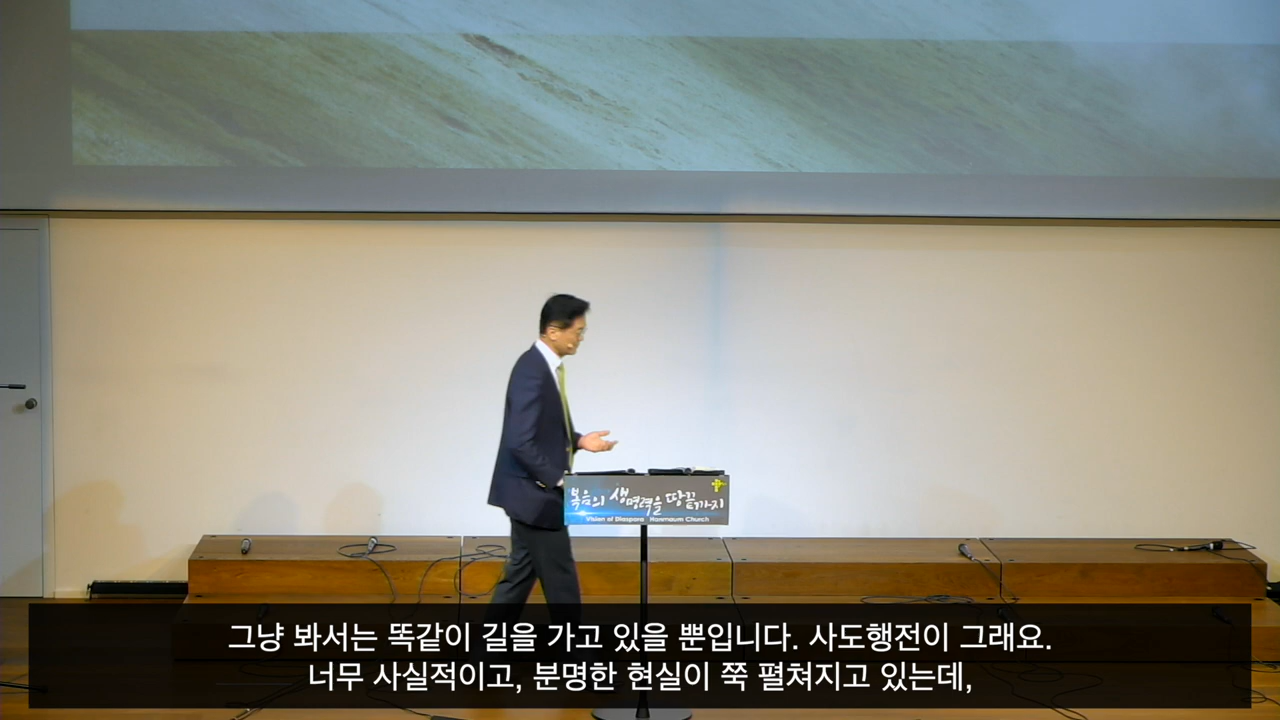 복음의 생명력을 땅끝까지
Vision of Diaspora Hanmaum Church
그냥 봐서는 똑같이 길을 가고 있을 뿐입니다. 사도행전이 그래요.
너무 사실적이고, 분명한 현실이 쭉 펼쳐지고 있는데,